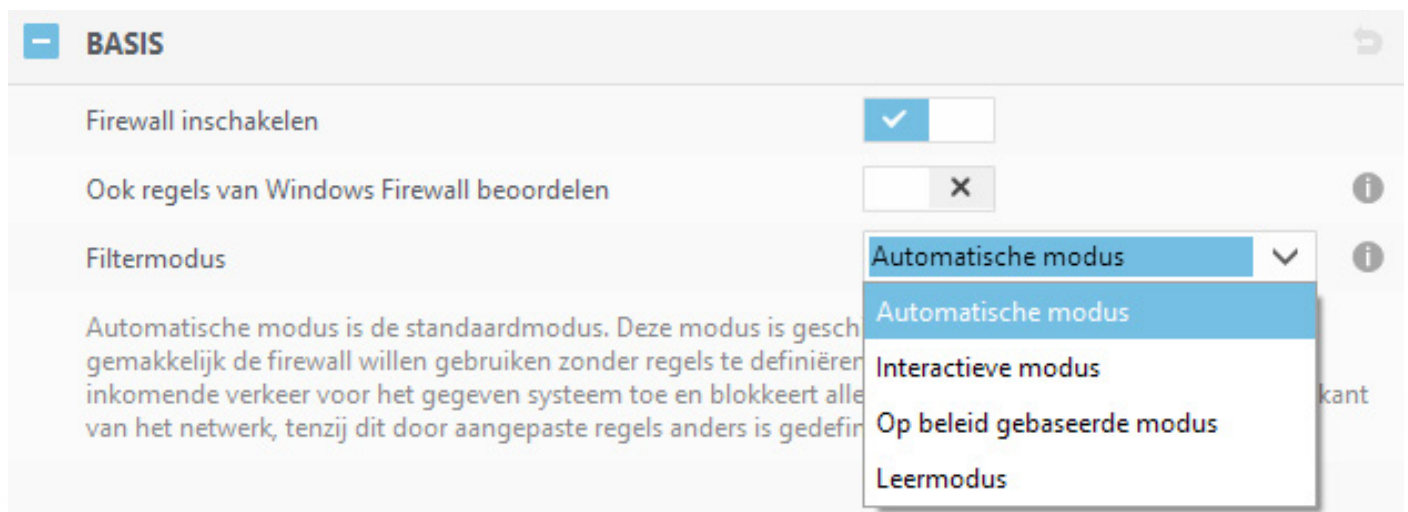 BASIS
Firewall inschakelen
Ook regels van Windows Firewall beoordelen
Filtermodus
Automatische modus
Automatische modus
Interactieve modus
Op beleid gebaseerde modus
Leermodus
Automatische modus is de standaardmodus. Deze modus is
gemakkelijk de firewall willen gebruiken zonder regels te definiëren
inkomende verkeer voor het gegeven systeem toe en blokkeert kant
van het netwerk, tenzij dit door aangepaste regels anders is